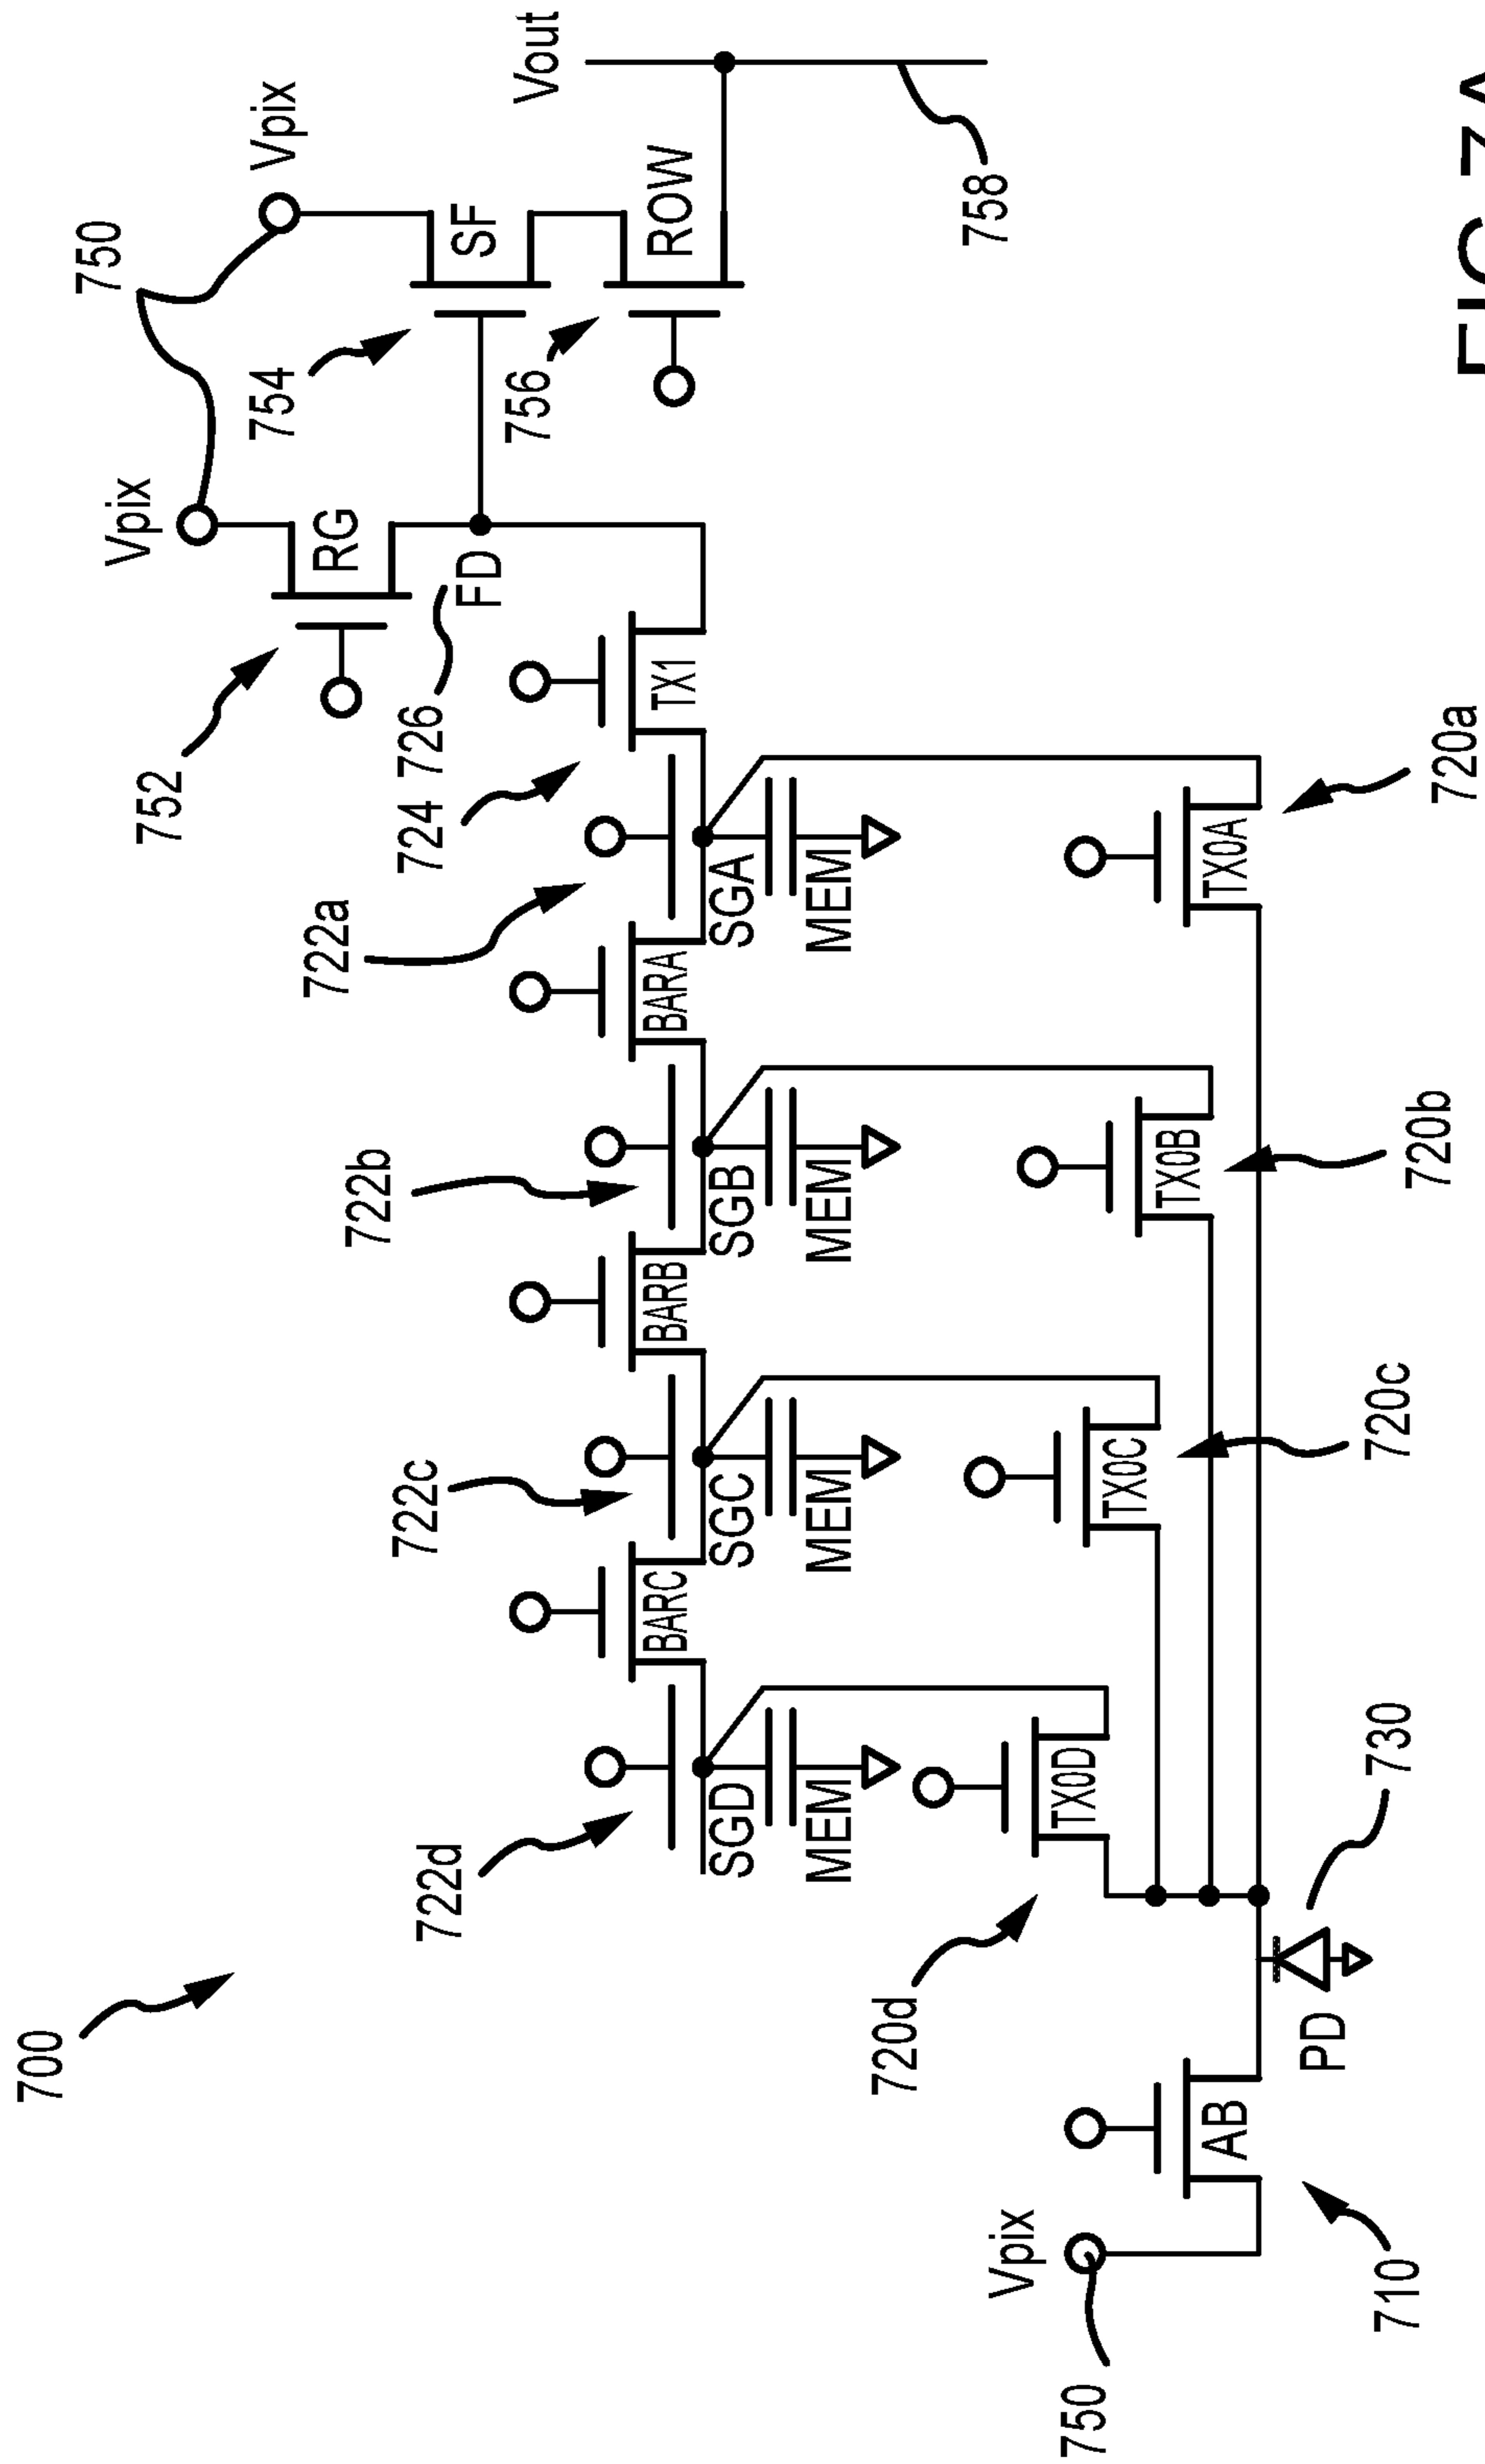 700
Vpix
750
752
RG
Vpix
754
SF
Vout
FD
726
724
TX1
756
ROW
758
722d
722c
722b
722a
BARC
BARB
BARA
SGD
SGC
SGB
SGA
MEM
MEM
MEM
MEM
720d
TX0D
TX0C
TX0B
TX0A
Vpix
750
AB
710
PD
730
720c
720b
720a